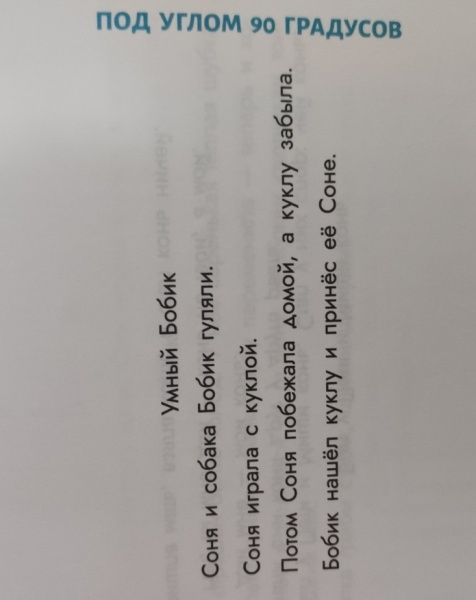 ПОД УГЛОМ 90 ГРАДУСОВ
Умный Бобик
Соня и собака Бобик гуляли.
Соня играла с куклой.
Потом Соня побежала домой, а куклу забыла.
Бобик нашёл куклу и принёс её Соне.